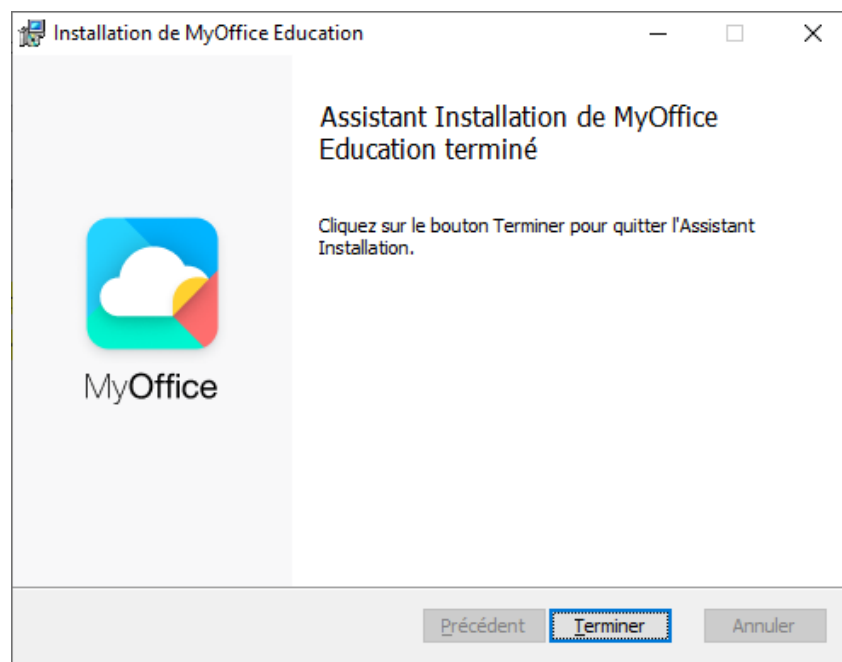 Installation de MyOffice Education
Assistant Installation de MyOffice
Education terminé
Cliquez sur le bouton Terminer pour quitter l'Assistant
Installation.
MyOffice
Précédent
Terminer
Annuler